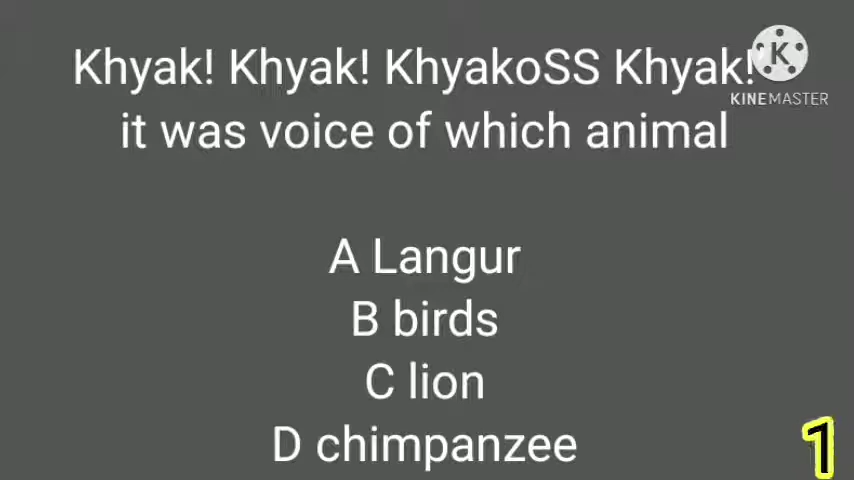 Khyak! Khyak! KhyakoSS Khyak!"
it was voice of which animal
A Langur
B birds
C lion
D chimpanzee
K
KINEMASTER
1